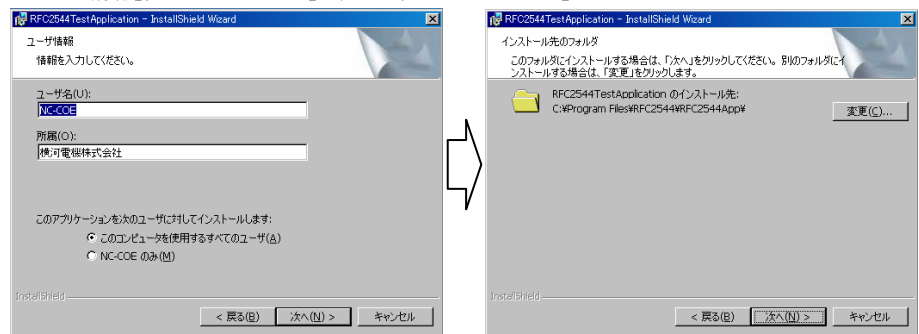 RFC2544TestApplication - InstallShield Wizard
ユーザ情報
情報を入力してください。
ユーザ名(U):
NC-COE
所属(O):
横河電機株式会社
このアプリケーションを次のユーザに対してインストールします:
このコンピュータを使用するすべてのユーザ(A)
NC-COE のみ(M)
InstallShield
< 戻る(B)
次へ(N) >
キャンセル
RFC2544TestApplication - InstallShield Wizard
インストール先のフォルダ
このフォルダにインストールする場合は、「次へ」をクリックしてください。別のフォルダにイ
ンストールする場合は、「変更」をクリックします。
RFC2544TestApplication のインストール先:
C:¥Program Files¥RFC2544¥RFC2544App¥
変更(C)...
InstallShield
< 戻る(B)
次へ(N) >
キャンセル